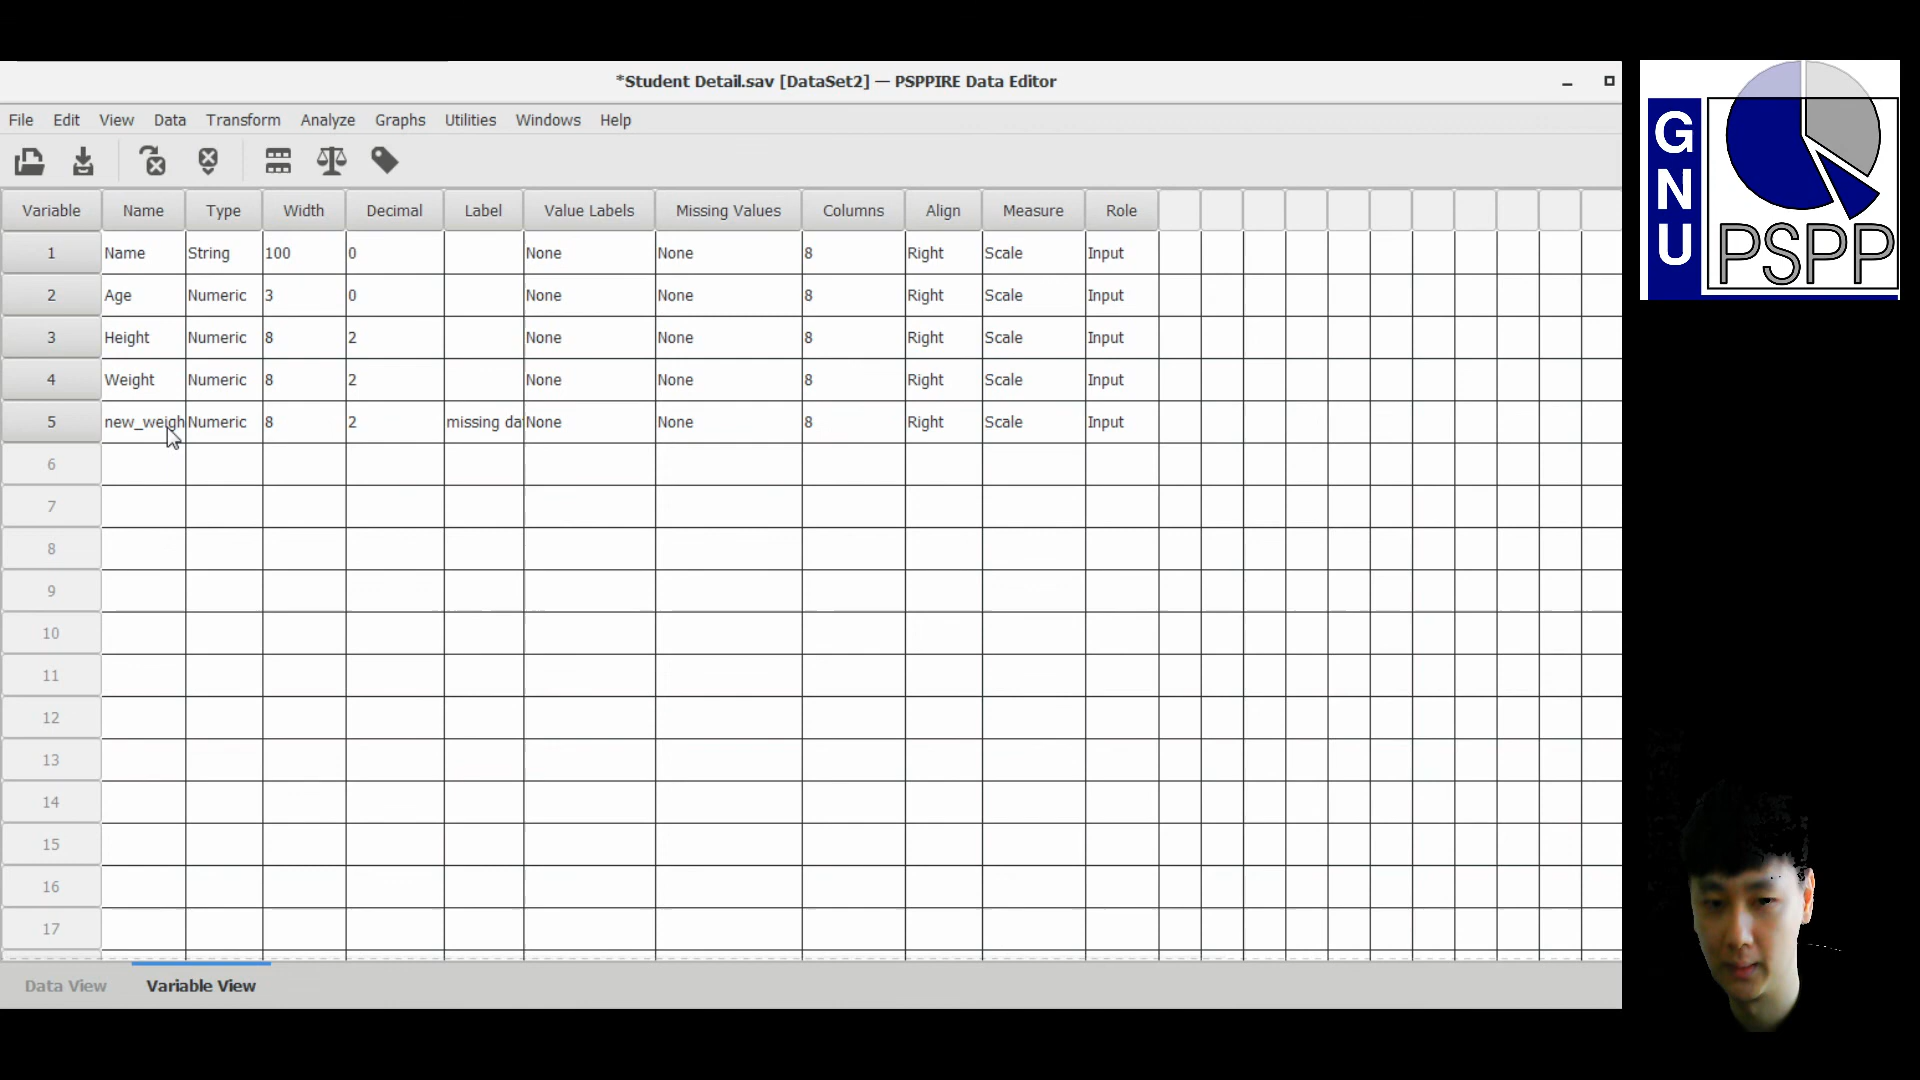 *Student Detail.sav [DataSet2] — PSPPIRE Data Editor
File Edit View Data Transform Analyze Graphs Utilities Windows Help
Variable Name Type Width Decimal Label Value Labels Missing Values Columns Align Measure Role
1 Name String 100 0 None None 8 Right Scale Input
2 Age Numeric 3 0 None None 8 Right Scale Input
3 Height Numeric 8 2 None None 8 Right Scale Input
4 Weight Numeric 8 2 None None 8 Right Scale Input
5 new_weigh Numeric 8 2 missing da None None 8 Right Scale Input
6
7
8
9
10
11
12
13
14
15
16
17
Data View Variable View
GNU
PSPP